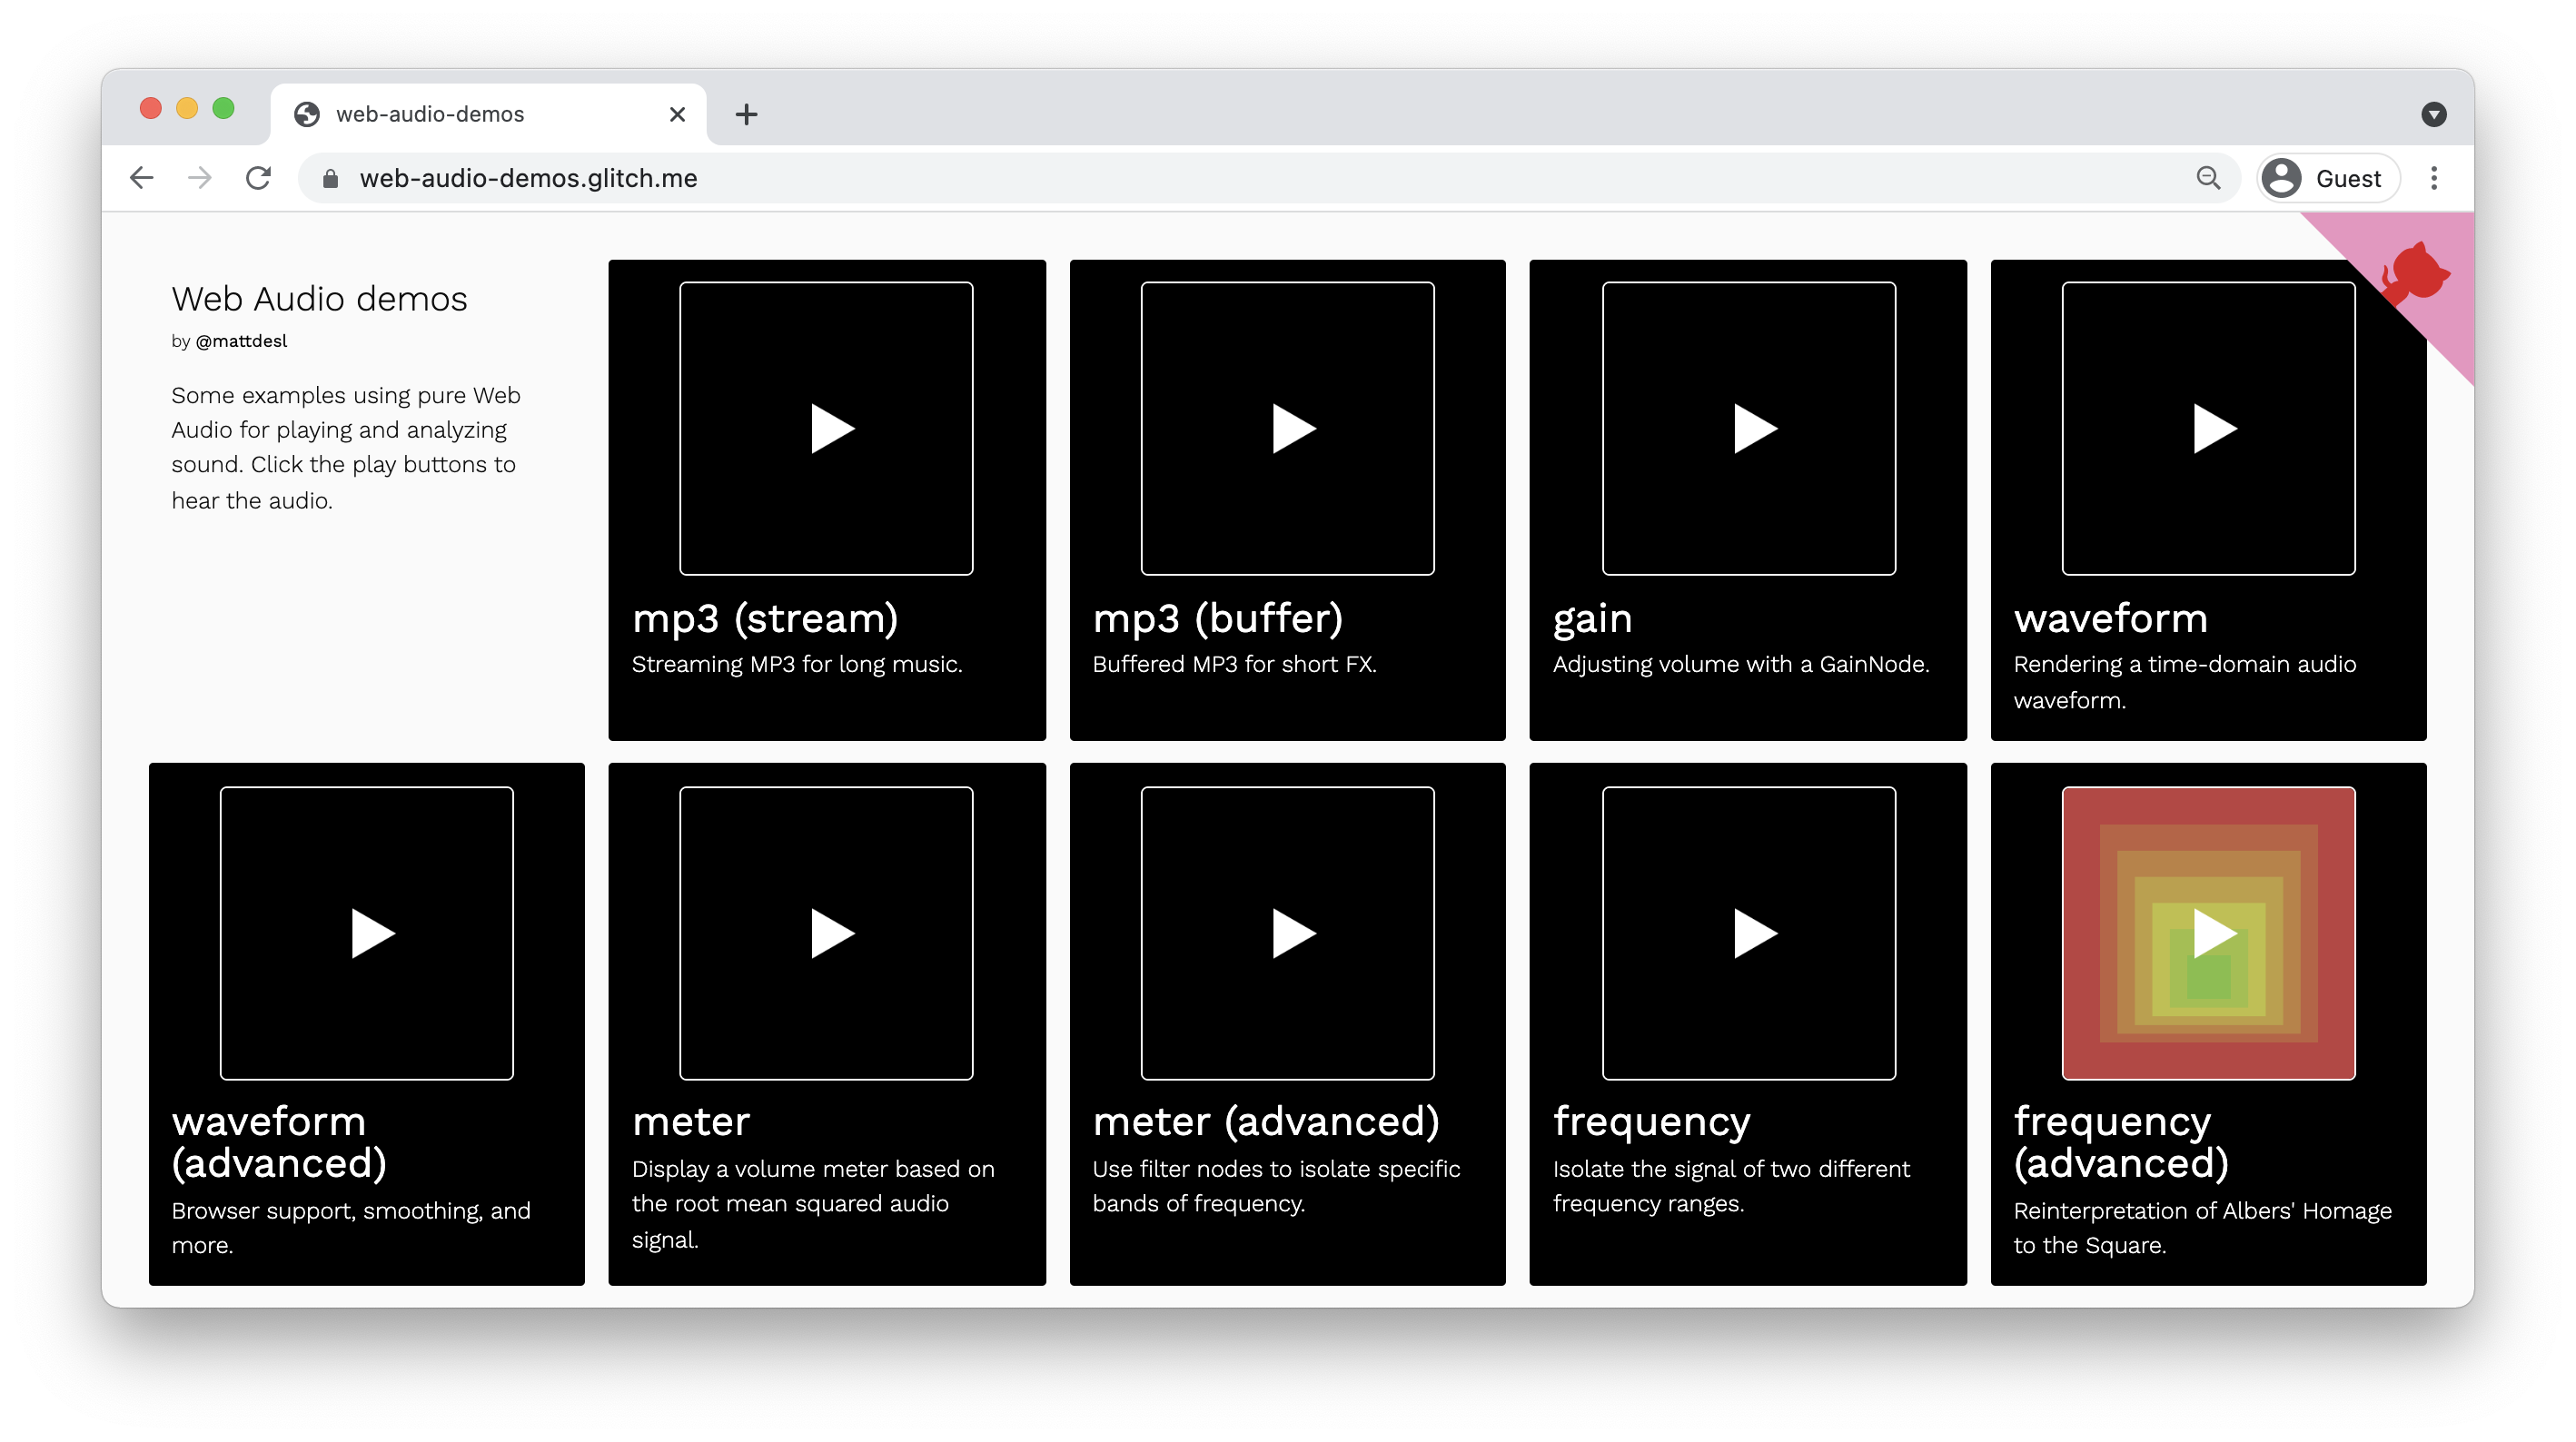 web-audio-demos
web-audio-demos.glitch.me
Guest
Web Audio demos
by @mattdesl
Some examples using pure Web
Audio for playing and analyzing
sound. Click the play buttons to
hear the audio.
mp3 (stream)
Streaming MP3 for long music.
mp3 (buffer)
Buffered MP3 for short FX.
gain
Adjusting volume with a GainNode.
waveform
Rendering a time-domain audio
waveform.
waveform
(advanced)
Browser support, smoothing, and
more.
meter
Display a volume meter based on
the root mean squared audio
signal.
meter (advanced)
Use filter nodes to isolate specific
bands of frequency.
frequency
Isolate the signal of two different
frequency ranges.
frequency
(advanced)
Reinterpretation of Albers' Homage
to the Square.